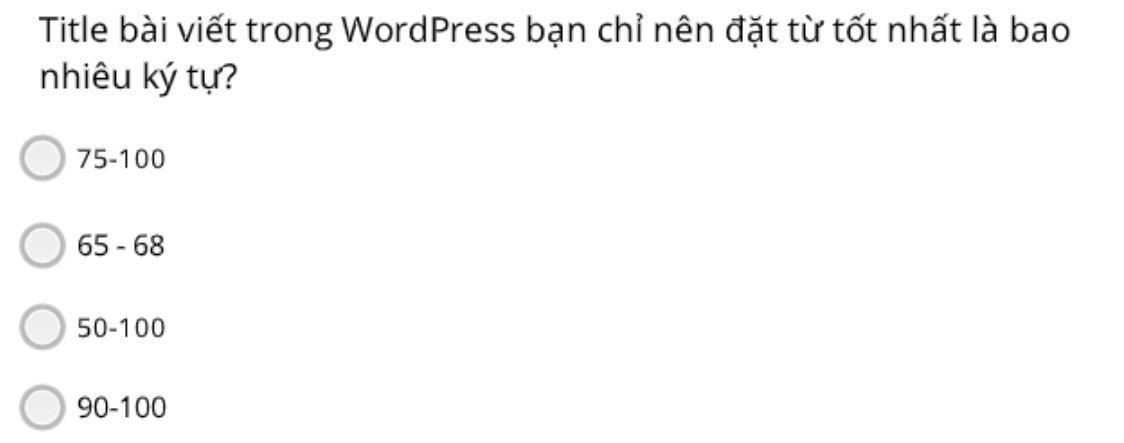 Title bài viết trong WordPress bạn chỉ nên đặt từ tốt nhất là bao
nhiêu ký tự?
75-100
65 - 68
50-100
90-100